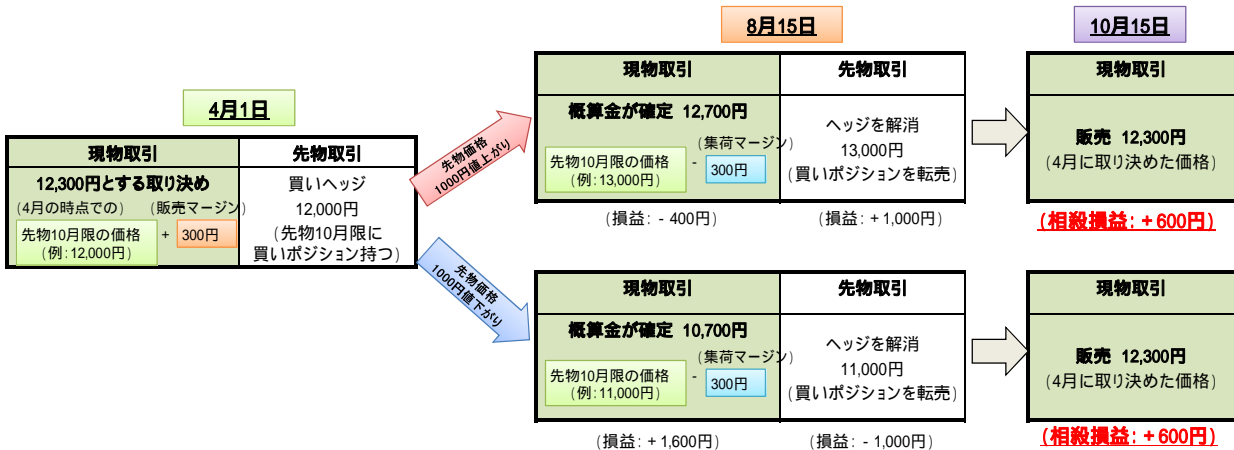 4月1日
現物取引
先物取引
12,300円とする取り決め
(4月の時点での)
(販売マージン)
先物10月限の価格
(例:12,000円)
+
300円
買いヘッジ
12,000円
(先物10月限に
買いポジション持つ)
先物価格
1000円値上がり
先物価格
1000円値下がり
8月15日
現物取引
先物取引
概算金が確定 12,700円
(集荷マージン)
先物10月限の価格
(例:13,000円)
-
300円
ヘッジを解消
13,000円
(買いポジションを転売)
(損益: - 400円)
(損益: +1,000円)
現物取引
先物取引
概算金が確定 10,700円
(集荷マージン)
先物10月限の価格
(例:11,000円)
-
300円
ヘッジを解消
11,000円
(買いポジションを転売)
(損益: +1,600円)
(損益: - 1,000円)
10月15日
現物取引
販売 12,300円
(4月に取り決めた価格)
(相殺損益: +600円)
現物取引
販売 12,300円
(4月に取り決めた価格)
(相殺損益: +600円)